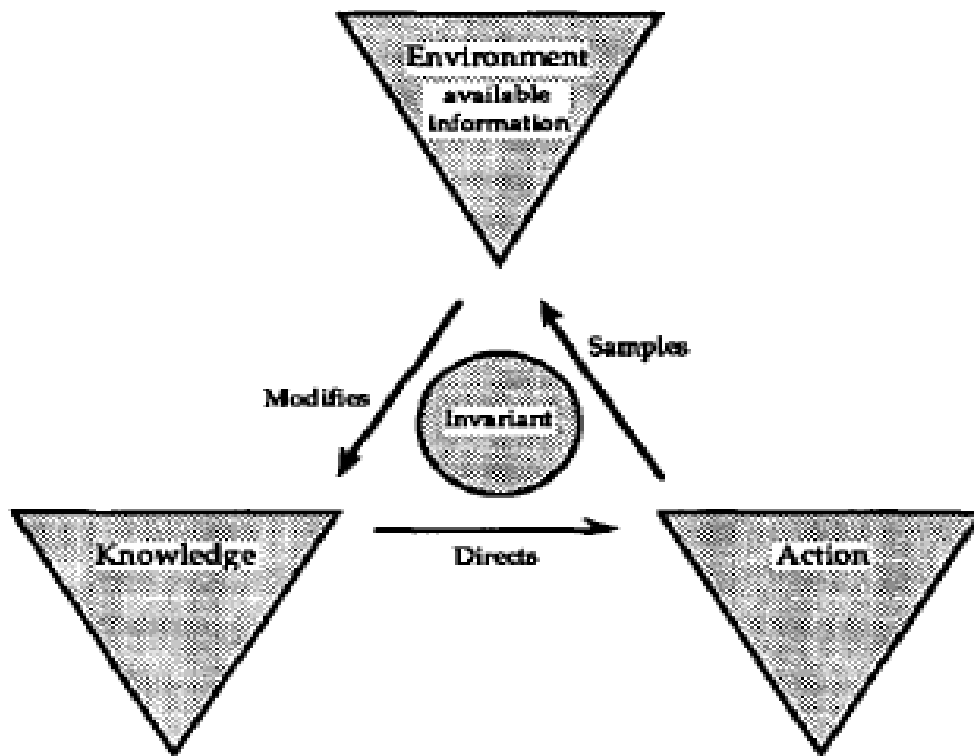 Environment
available
information
Samples
Modifies
Invariant
Knowledge
Directs
Action